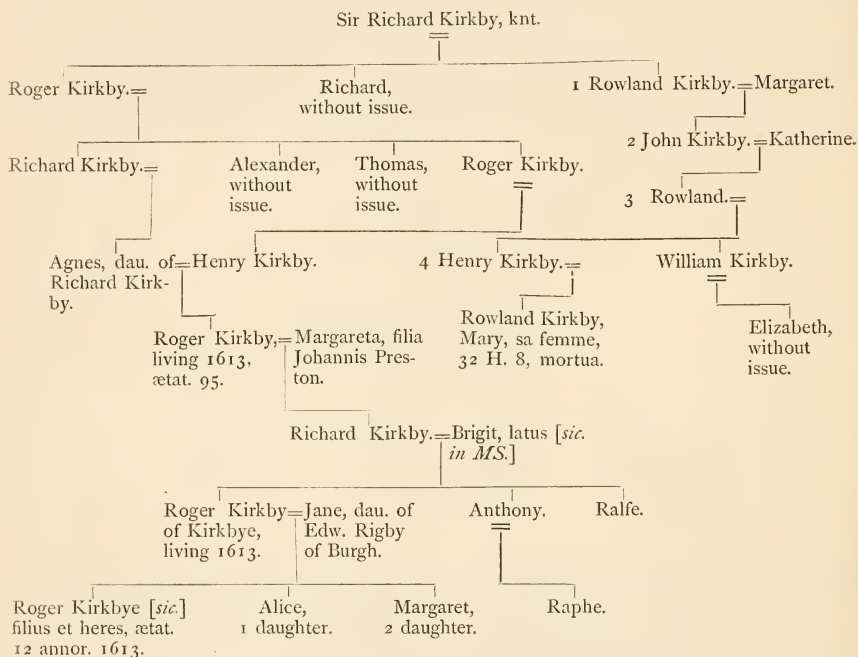 Sir Richard Kirkby, knt.
=
Roger Kirkby.=
Richard,
without issue.
1 Rowland Kirkby.=Margaret.
2 John Kirkby.=Katherine.
Richard Kirkby.=
Alexander,
without
issue.
Thomas,
without
issue.
Roger Kirkby.
=
3 Rowland.=
Agnes, dau. of=Henry Kirkby.
Richard Kirk-
by.
4 Henry Kirkby.=
William Kirkby.
=
Roger Kirkby,=Margareta, filia
living 1613, Johannis Pres-
ætat. 95. ton.
Rowland Kirkby,
Mary, sa femme,
32 H. 8, mortua.
Elizabeth,
without
issue.
Richard Kirkby.=Brigit, latus [sic.
in MS.]
Roger Kirkby=Jane, dau. of
of Kirkbye, Edw. Rigby
living 1613. of Burgh.
Anthony.
=
Ralfe.
Roger Kirkbye [sic.]
filius et heres, ætat.
12 annor. 1613.
Alice,
1 daughter.
Margaret,
2 daughter.
Raphe.